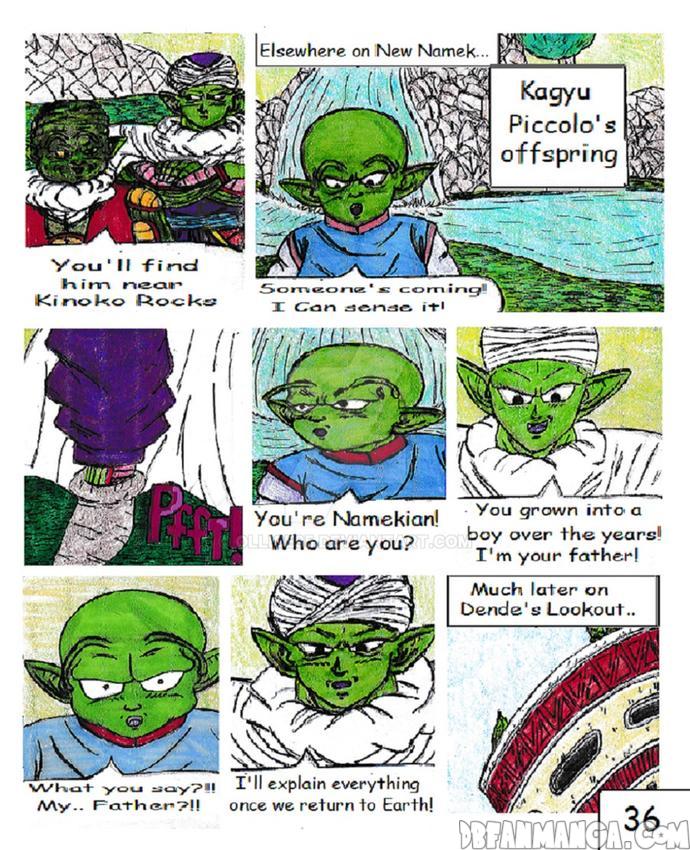 You'll find
him near
Kinoko Rocks
Elsewhere on New Namek...
Kagyu
Piccolo's
offspring
Someone's coming!
I Can sense it!
Pfff!
You're Namekian!
Who are you?
You grown into a
boy over the years!
I'm your father!
What you say?!!
My.. Father?!!
I'll explain everything
once we return to Earth!
Much later on
Dende's Lookout..
36
DBFANMANGA.COM